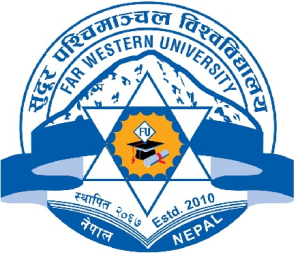 सुदूर पश्चिमाञ्चल विश्वविद्यालय
FAR WESTERN UNIVERSITY
FU
स्थापित २०६७
Estd. 2010
नेपाल
NEPAL